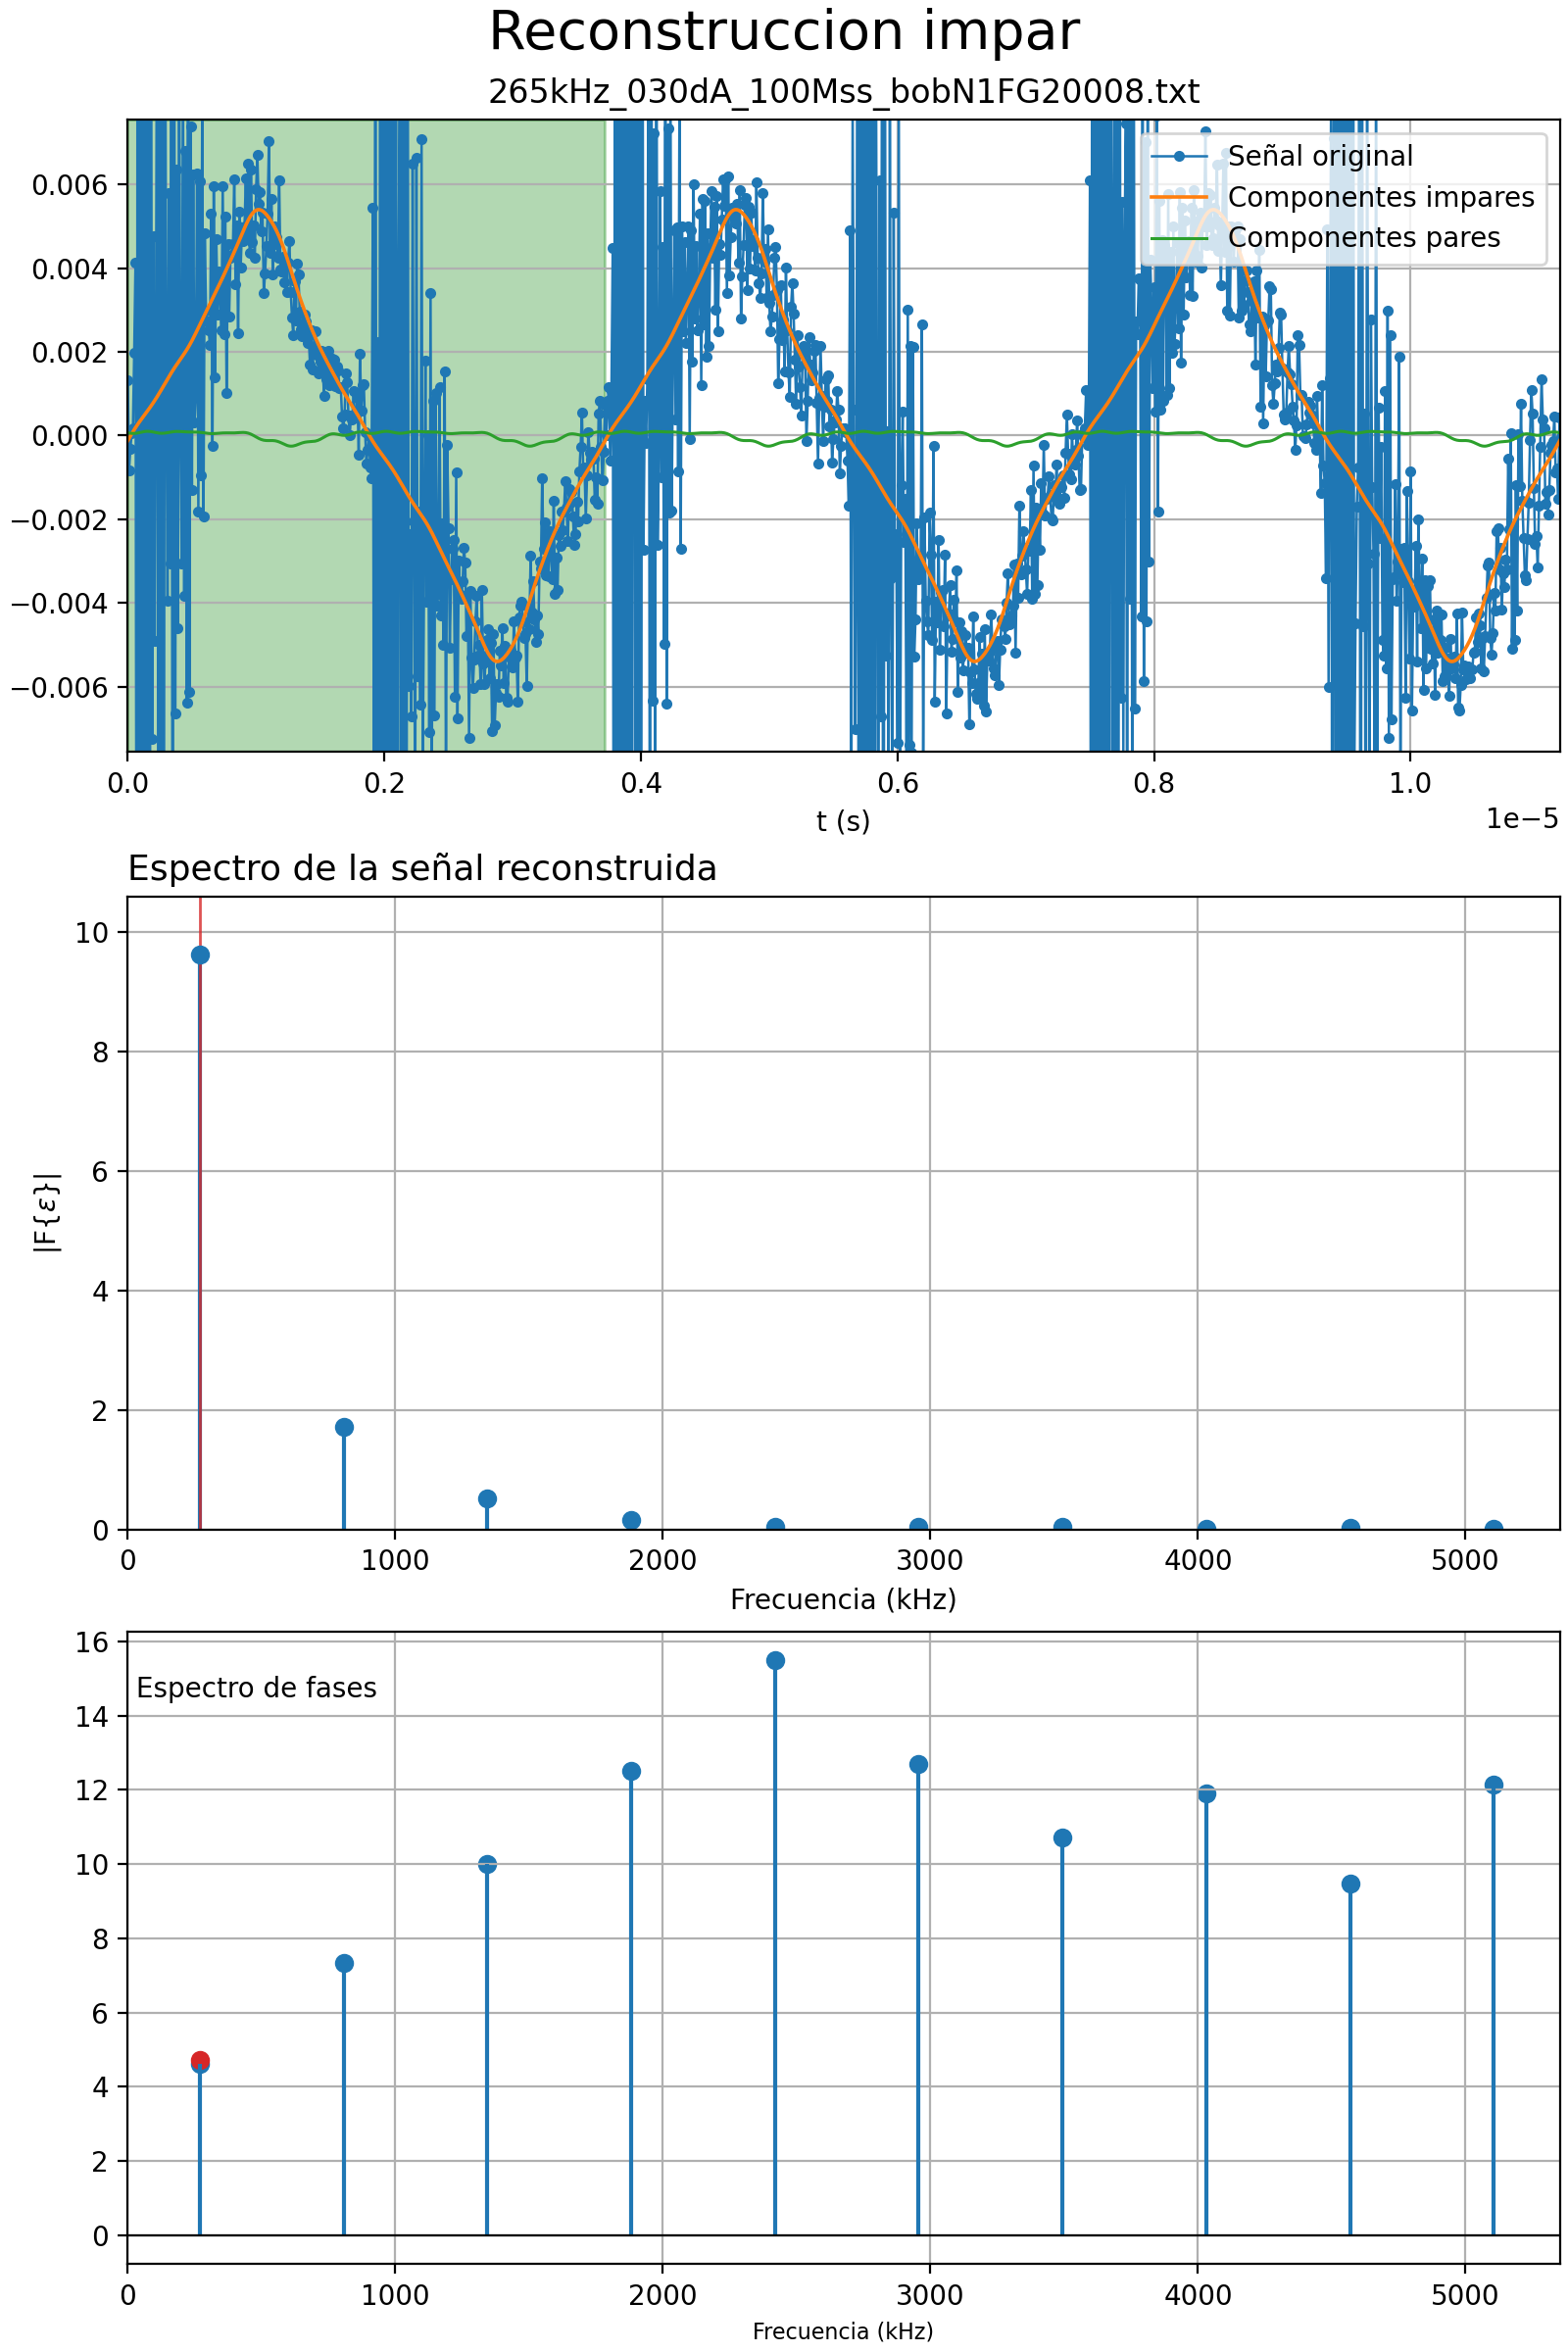 Reconstruccion impar
265kHz_030dA_100Mss_bobN1FG20008.txt
Señal original
Componentes impares
Componentes pares
0.006
0.004
0.002
0.000
−0.002
−0.004
−0.006
0.0 0.2 0.4 0.6 0.8 1.0
t (s)
1e−5
Espectro de la señal reconstruida
10
8
6
4
2
0
|F{ε}|
0 1000 2000 3000 4000 5000
Frecuencia (kHz)
16
14
12
10
8
6
4
2
0
Espectro de fases
0 1000 2000 3000 4000 5000
Frecuencia (kHz)